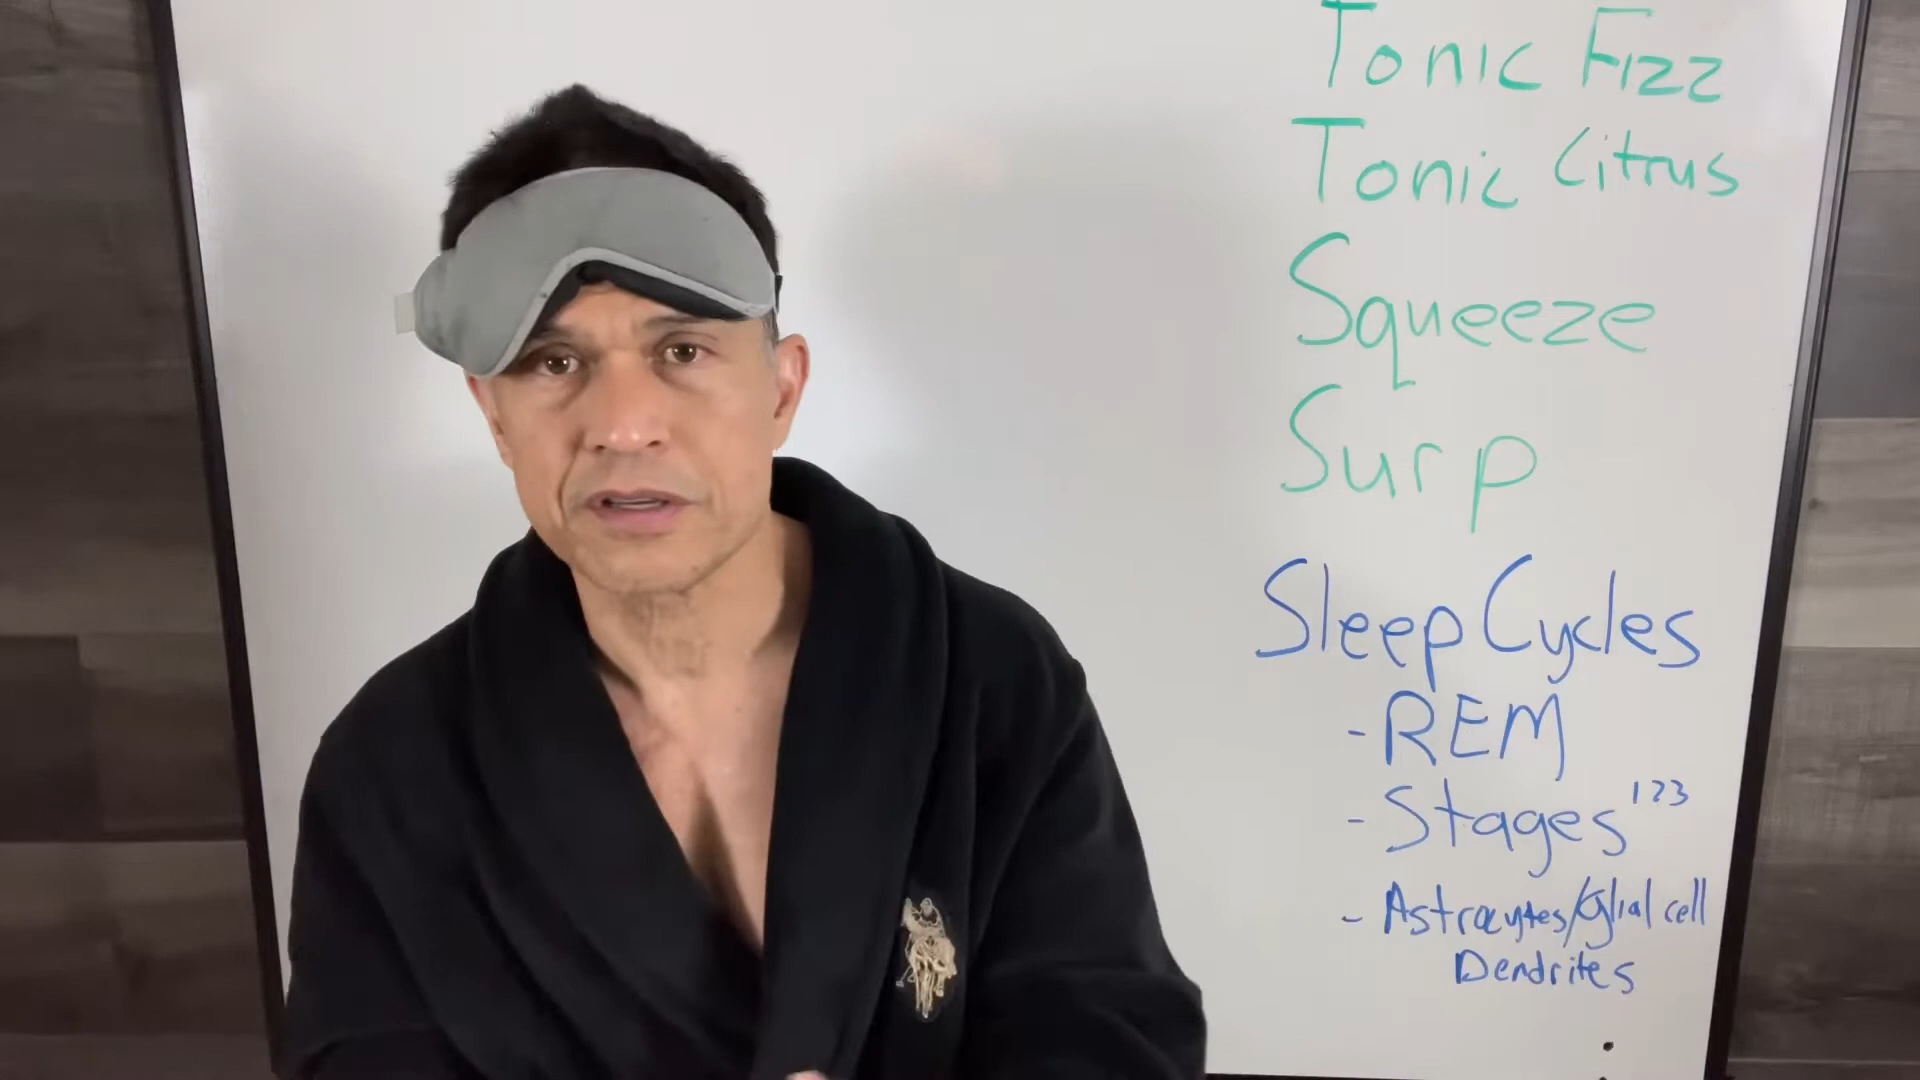 Tonic Fizz
Tonic Citrus
Squeeze
Surp
Sleep Cycles
- REM
- Stages 123
- Astrocytes/Glial cell
Dendrites